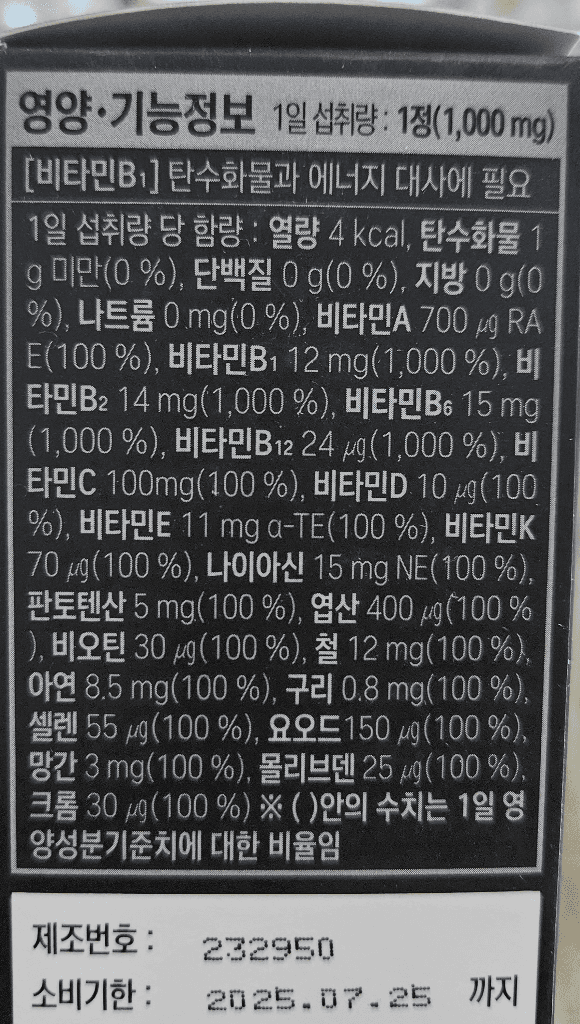 영양·기능정보 1일 섭취량 : 1정(1,000 mg)
[비타민B₁] 탄수화물과 에너지 대사에 필요
1일 섭취량 당 함량 : 열량 4 kcal, 탄수화물 1
g 미만(0 %), 단백질 0 g(0 %), 지방 0 g(0
%), 나트륨 0 mg(0 %), 비타민A 700 ㎍ RA
E(100 %), 비타민B₁ 12 mg(1,000 %), 비
타민B₂ 14 mg(1,000 %), 비타민B₆ 15 mg
(1,000 %), 비타민B₁₂ 24 ㎍(1,000 %), 비
타민C 100mg(100 %), 비타민D 10 ㎍(100
%), 비타민E 11 mg α-TE(100 %), 비타민K
70 ㎍(100 %), 나이아신 15 mg NE(100 %),
판토텐산 5 mg(100 %), 엽산 400 ㎍(100 %
), 비오틴 30 ㎍(100 %), 철 12 mg(100 %),
아연 8.5 mg(100 %), 구리 0.8 mg(100 %),
셀렌 55 ㎍(100 %), 요오드150 ㎍(100 %),
망간 3 mg(100 %), 몰리브덴 25 ㎍(100 %),
크롬 30 ㎍(100 %) ※ ( )안의 수치는 1일 영
양성분기준치에 대한 비율임
제조번호 : 232950
소비기한 : 2025.07.25 까지